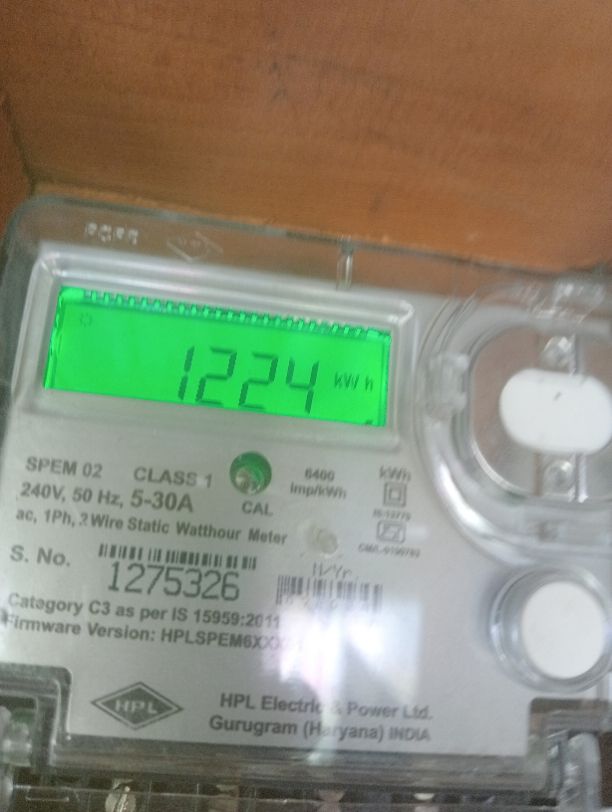 1224 kWh
SPEM 02 CLASS 1 6400 kWh
240V, 50 Hz, 5-30A CAL imp/kWh
ac, 1Ph, 2 Wire Static Watthour Meter
S. No. 1275326
Category C3 as per IS 15959:2011
Firmware Version: HPLSPEM6XXX
HPL HPL Electric & Power Ltd.
Gurugram (Haryana) INDIA